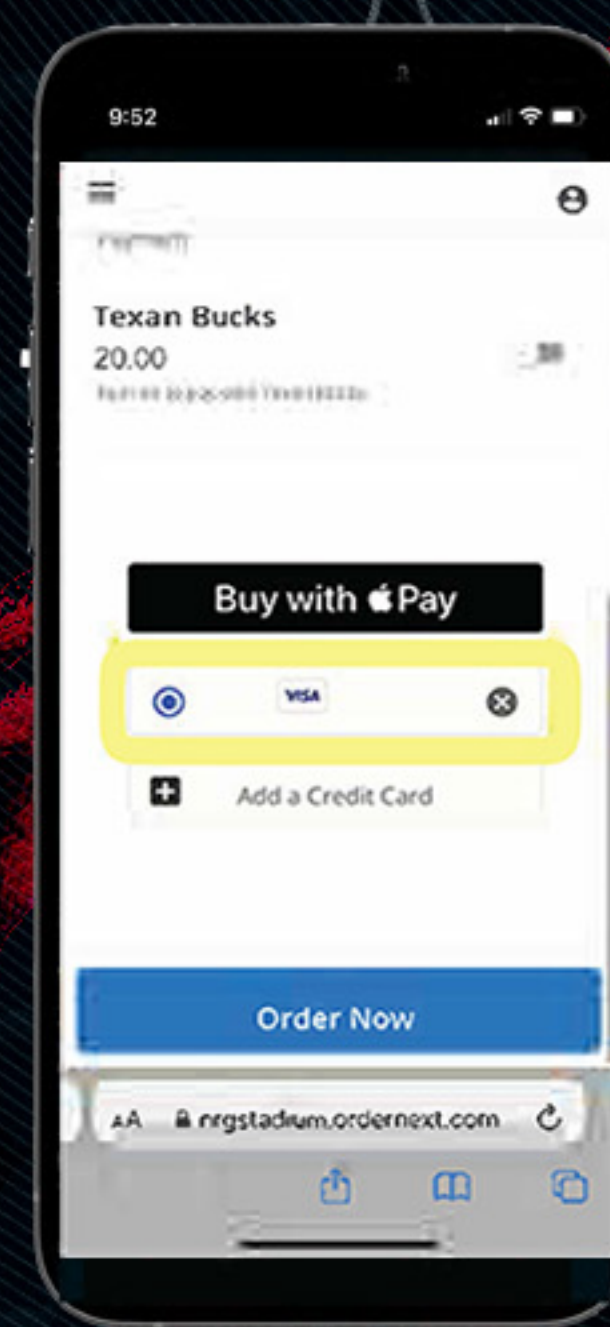 9:52
Texan Bucks
20.00
Buy with Pay
VISA
Add a Credit Card
Order Now
AA nrgstadium.ordernext.com